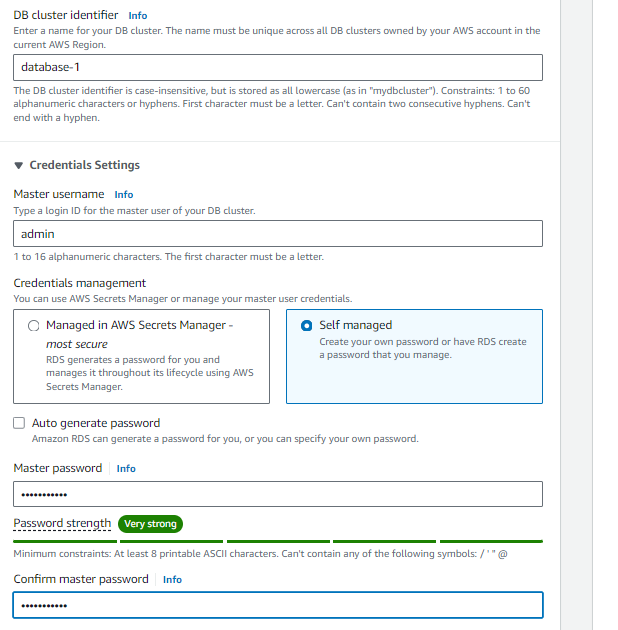 DB cluster identifier Info
Enter a name for your DB cluster. The name must be unique across all DB clusters owned by your AWS account in the
current AWS Region.
database-1
The DB cluster identifier is case-insensitive, but is stored as all lowercase (as in "mydbcluster"). Constraints: 1 to 60
alphanumeric characters or hyphens. First character must be a letter. Can't contain two consecutive hyphens. Can't
end with a hyphen.
Credentials Settings
Master username Info
Type a login ID for the master user of your DB cluster.
admin
1 to 16 alphanumeric characters. The first character must be a letter.
Credentials management
You can use AWS Secrets Manager or manage your master user credentials.
Managed in AWS Secrets Manager -
most secure
RDS generates a password for you and
manages it throughout its lifecycle using AWS
Secrets Manager.
Self managed
Create your own password or have RDS create
a password that you manage.
Auto generate password
Amazon RDS can generate a password for you, or you can specify your own password.
Master password Info
•••••••••••
Password strength Very strong
Minimum constraints: At least 8 printable ASCII characters. Can't contain any of the following symbols: / ' " @
Confirm master password Info
•••••••••••